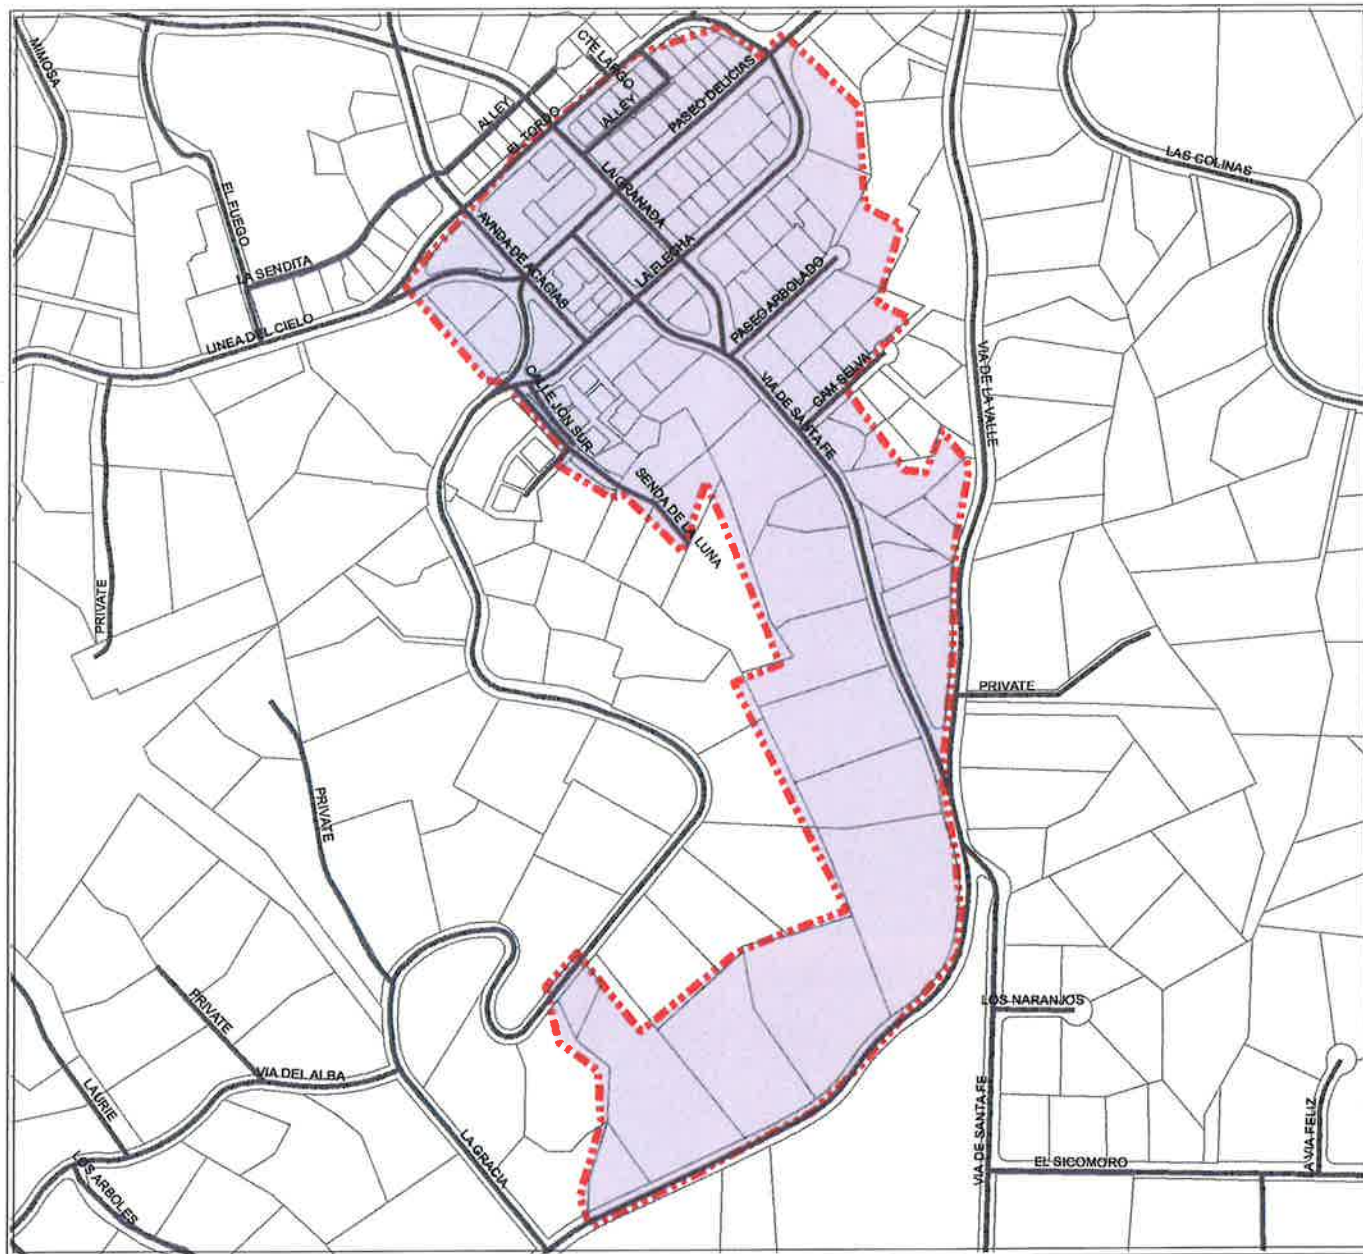 MIMOSA
CTE LARGO
ALLEY
ALLEY
PASEO DELICIAS
EL TORDO
LAS COLINAS
EL FUEGO
LA GRANADA
AVNDA DE ACACIAS
LA FLECHA
LA SENDITA
PASEO ARBOLADO
LINEA DEL CIELO
VIA DE LA VALLE
CAM SELVA
CALLEJON SUR
VIA DE SANTA FE
SENDA DE LA LUNA
PRIVATE
PRIVATE
PRIVATE
PRIVATE
LOS NARANJOS
VIA DEL ALBA
LAURIE
VIA DE SANTA FE
LA VIA FELIZ
LA GRACIA
EL SICOMORO
LOS ARBOLES